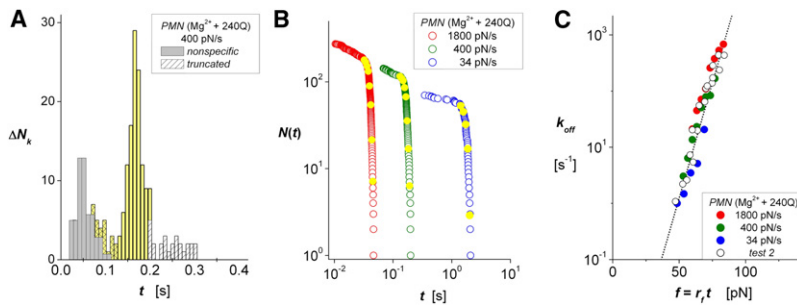 A
PMN (Mg2+ + 240Q)
400 pN/s
nonspecific
truncated
30
20
10
0
ΔNk
0.0 0.1 0.2 0.3 0.4
t [s]
B
PMN (Mg2+ + 240Q)
1800 pN/s
400 pN/s
34 pN/s
10²
10¹
10⁰
N(t)
10⁻² 10⁻¹ 10⁰ 10¹
t [s]
C
10³
10¹
10⁻¹
koff
[s⁻¹]
PMN (Mg2+ + 240Q)
1800 pN/s
400 pN/s
34 pN/s
test 2
0 50 100
f = rf t [pN]